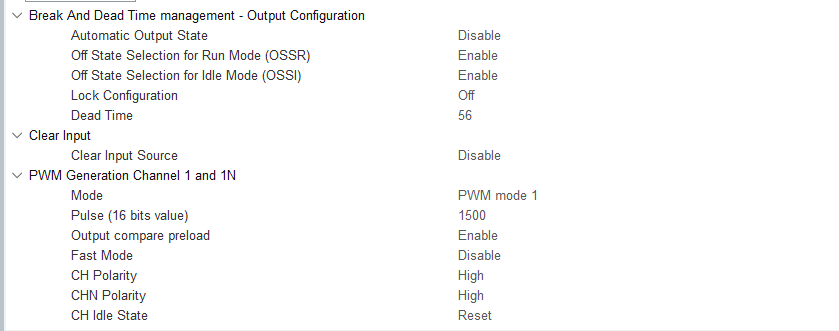 Break And Dead Time management - Output Configuration
Automatic Output State Disable
Off State Selection for Run Mode (OSSR) Enable
Off State Selection for Idle Mode (OSSI) Enable
Lock Configuration Off
Dead Time 56
Clear Input
Clear Input Source Disable
PWM Generation Channel 1 and 1N
Mode PWM mode 1
Pulse (16 bits value) 1500
Output compare preload Enable
Fast Mode Disable
CH Polarity High
CHN Polarity High
CH Idle State Reset